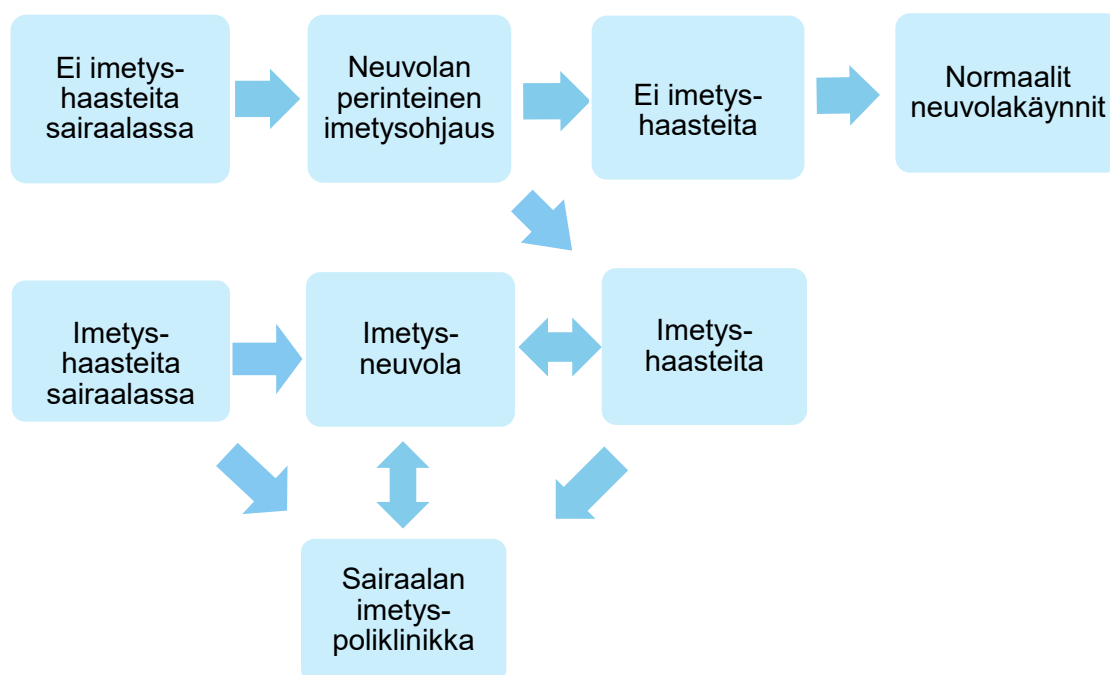 Ei imetys-
haasteita
sairaalassa
Neuvolan
perinteinen
imetysohjaus
Ei imetys-
haasteita
Normaalit
neuvolakäynnit
Imetys-
haasteita
sairaalassa
Imetys-
neuvola
Imetys-
haasteita
Sairaalan
imetys-
poliklinikka